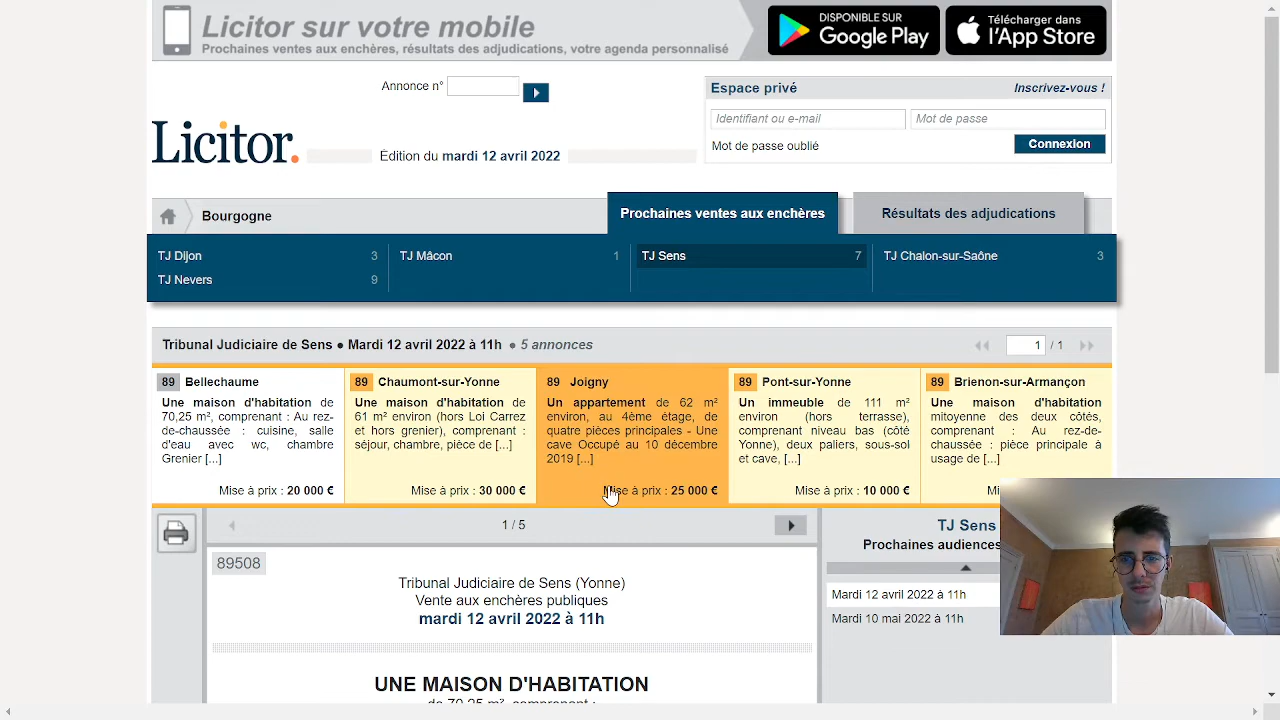 Licitor sur votre mobile
Prochaines ventes aux enchères, résultats des adjudications, votre agenda personnalisé
DISPONIBLE SUR
Google Play
Télécharger dans
l'App Store
Annonce n°
Espace privé
Inscrivez-vous !
Identifiant ou e-mail
Mot de passe
Mot de passe oublié
Connexion
Licitor.
Édition du mardi 12 avril 2022
Bourgogne
Prochaines ventes aux enchères
Résultats des adjudications
TJ Dijon 3
TJ Mâcon 1
TJ Sens 7
TJ Chalon-sur-Saône 3
TJ Nevers 9
Tribunal Judiciaire de Sens ● Mardi 12 avril 2022 à 11h ● 5 annonces
1 / 1
89 Bellechaume
Une maison d'habitation de
70,25 m², comprenant : Au rez-
de-chaussée : cuisine, salle
d'eau avec wc, chambre
Grenier [...]
Mise à prix : 20 000 €
89 Chaumont-sur-Yonne
Une maison d'habitation de
61 m² environ (hors Loi Carrez
et hors grenier), comprenant :
séjour, chambre, pièce de [...]
Mise à prix : 30 000 €
89 Joigny
Un appartement de 62 m²
environ, au 4ème étage, de
quatre pièces principales - Une
cave Occupé au 10 décembre
2019 [...]
Mise à prix : 25 000 €
89 Pont-sur-Yonne
Un immeuble de 111 m²
environ (hors terrasse),
comprenant niveau bas (côté
Yonne), deux paliers, sous-sol
et cave, [...]
Mise à prix : 10 000 €
89 Brienon-sur-Armançon
Une maison d'habitation
mitoyenne des deux côtés,
comprenant : Au rez-de-
chaussée : pièce principale à
usage de [...]
1 / 5
89508
Tribunal Judiciaire de Sens (Yonne)
Vente aux enchères publiques
mardi 12 avril 2022 à 11h
UNE MAISON D'HABITATION
de 70,25 m², comprenant :
TJ Sens
Prochaines audiences
Mardi 12 avril 2022 à 11h
Mardi 10 mai 2022 à 11h